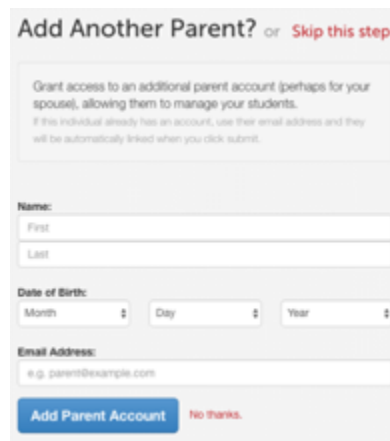 Add Another Parent? or Skip this step
Grant access to an additional parent account (perhaps for your
spouse), allowing them to manage your students.
If this individual already has an account, use their email address and they
will be automatically linked when you click submit.
Name:
First
Last
Date of Birth:
Month Day Year
Email Address:
e.g. parent@example.com
Add Parent Account No thanks.